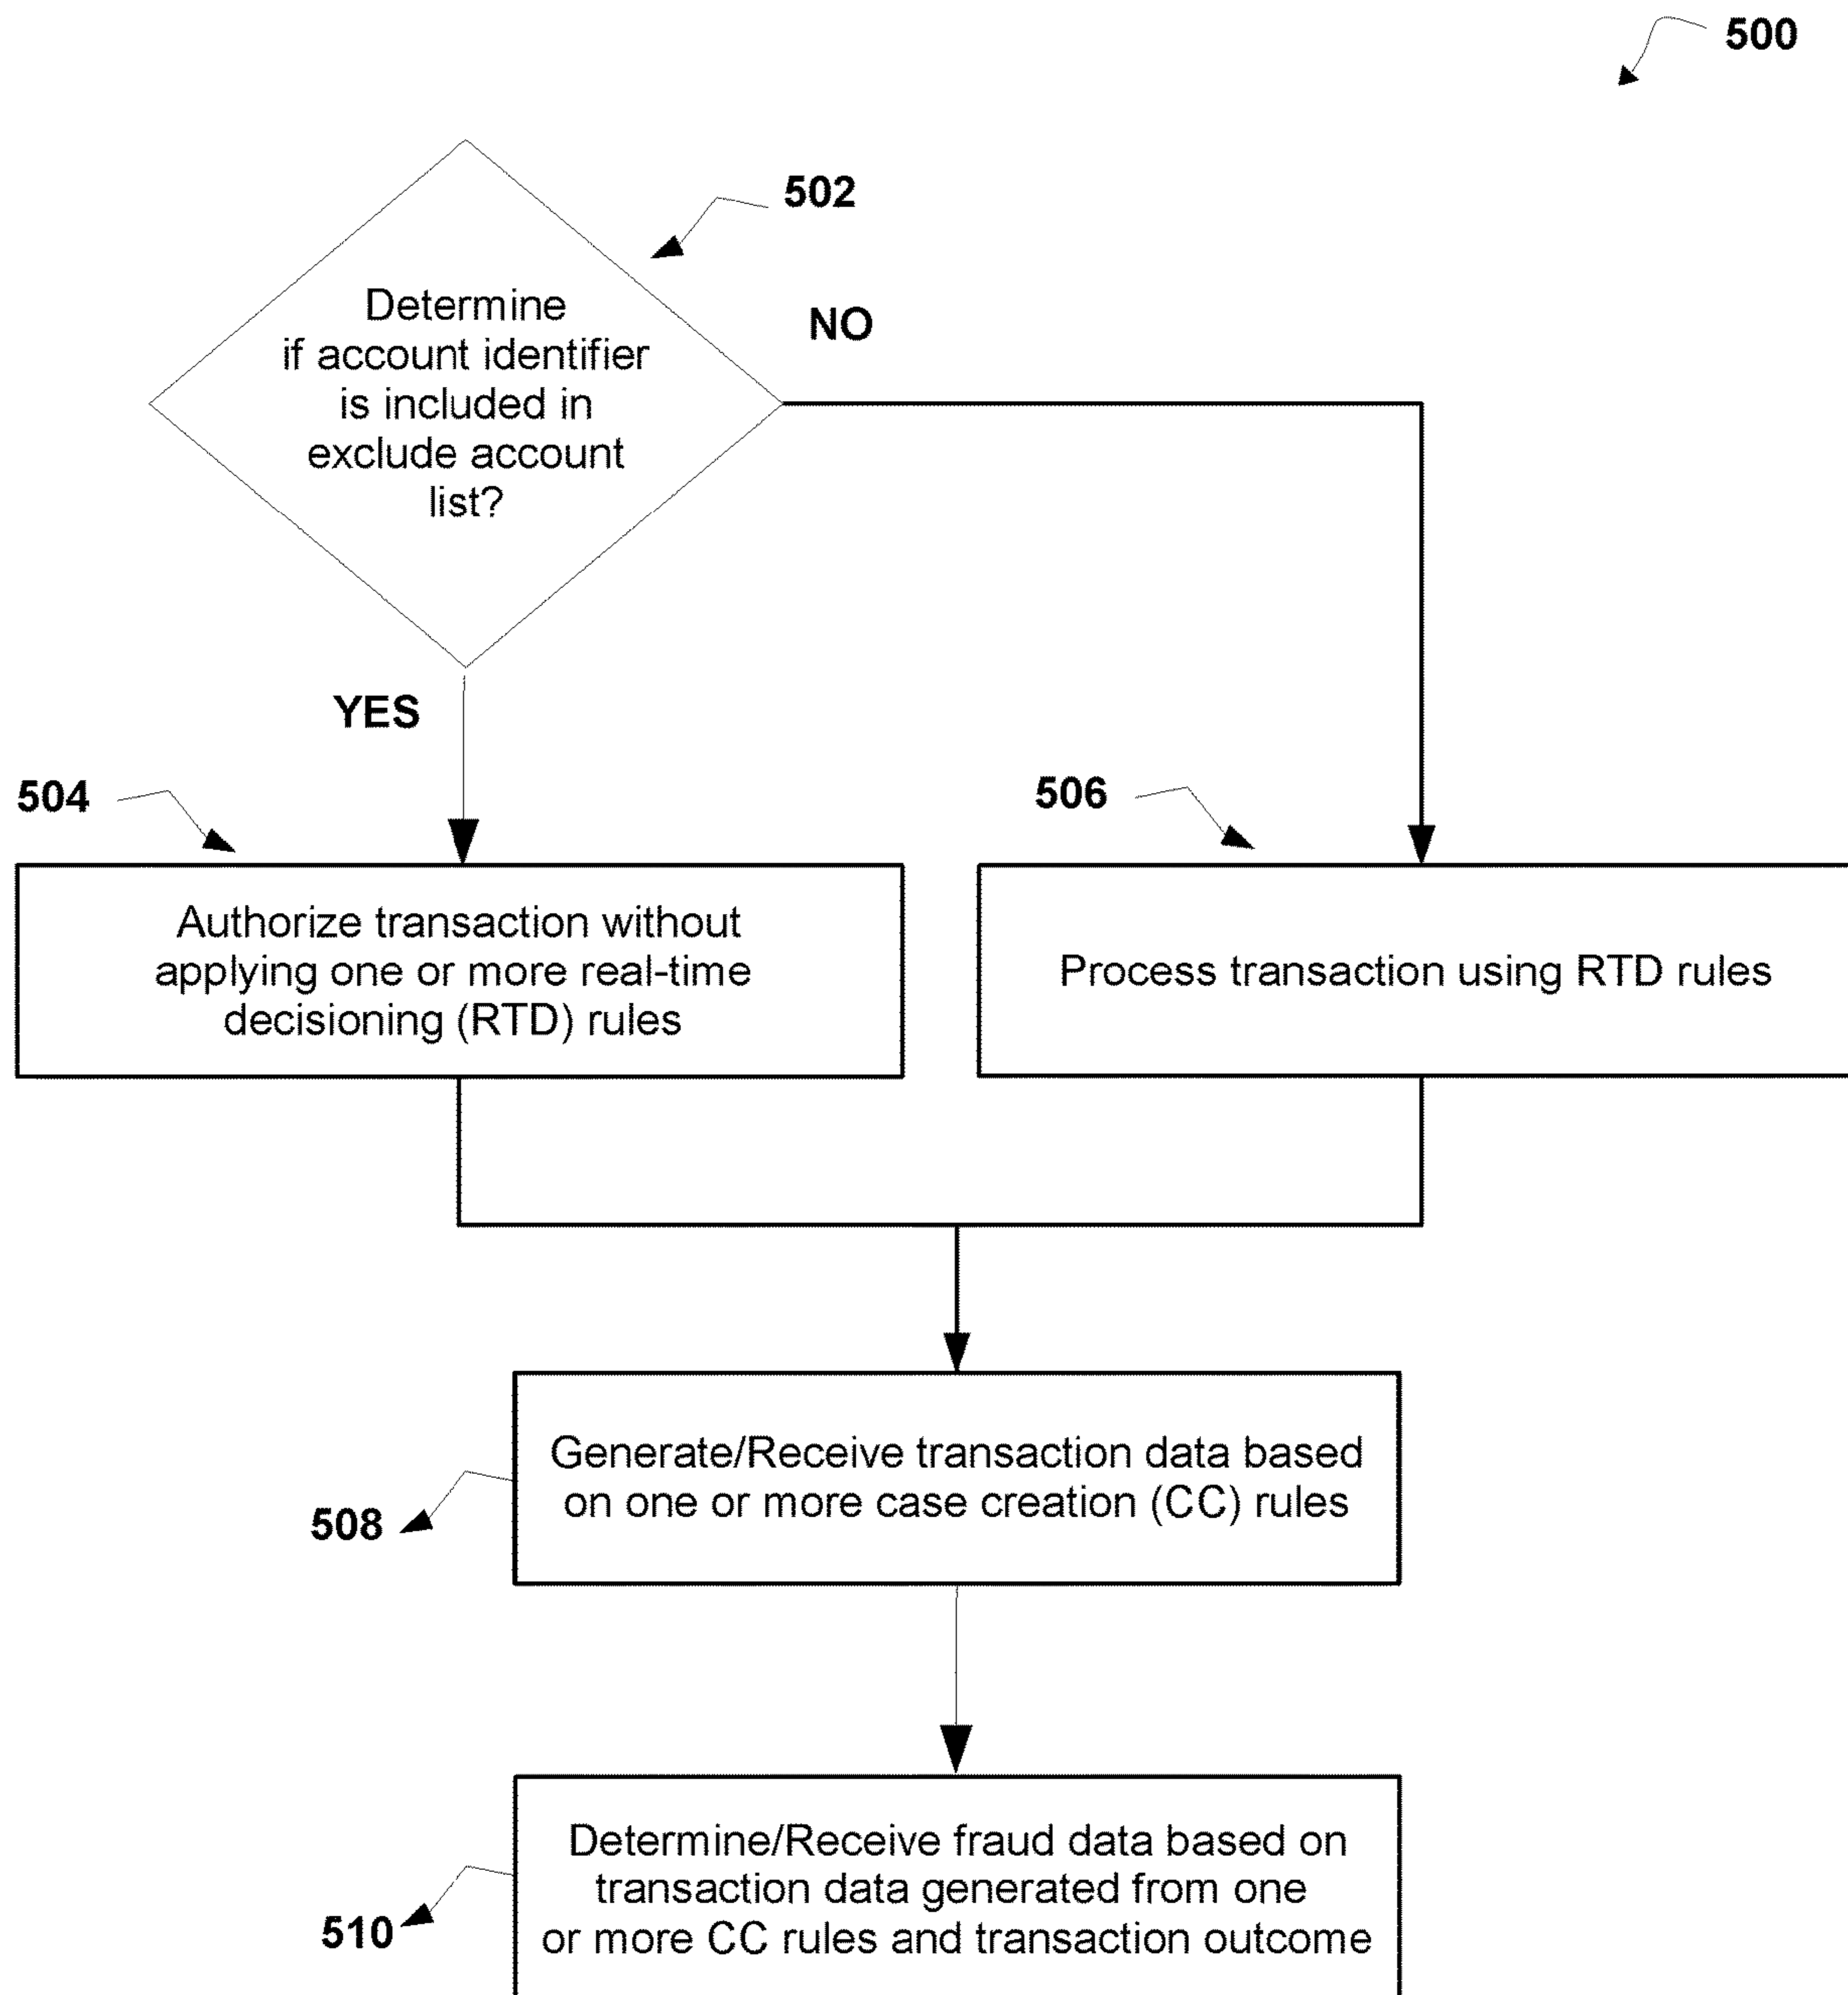 500
502
Determine
if account identifier
is included in
exclude account
list?
NO
YES
504
506
Authorize transaction without
applying one or more real-time
decisioning (RTD) rules
Process transaction using RTD rules
Generate/Receive transaction data based
on one or more case creation (CC) rules
508
Determine/Receive fraud data based on
transaction data generated from one
or more CC rules and transaction outcome
510